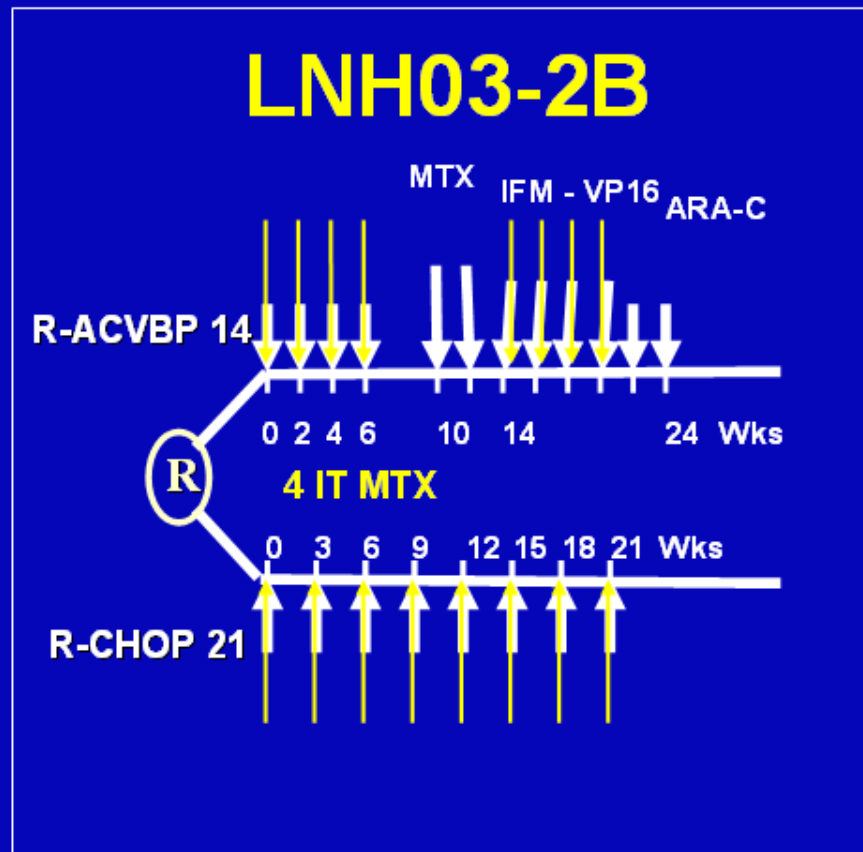 LNH03-2B
MTX
IFM - VP16
ARA-C
R-ACVBP 14
0 2 4 6 10 14 24 Wks
R
4 IT MTX
0 3 6 9 12 15 18 21 Wks
R-CHOP 21